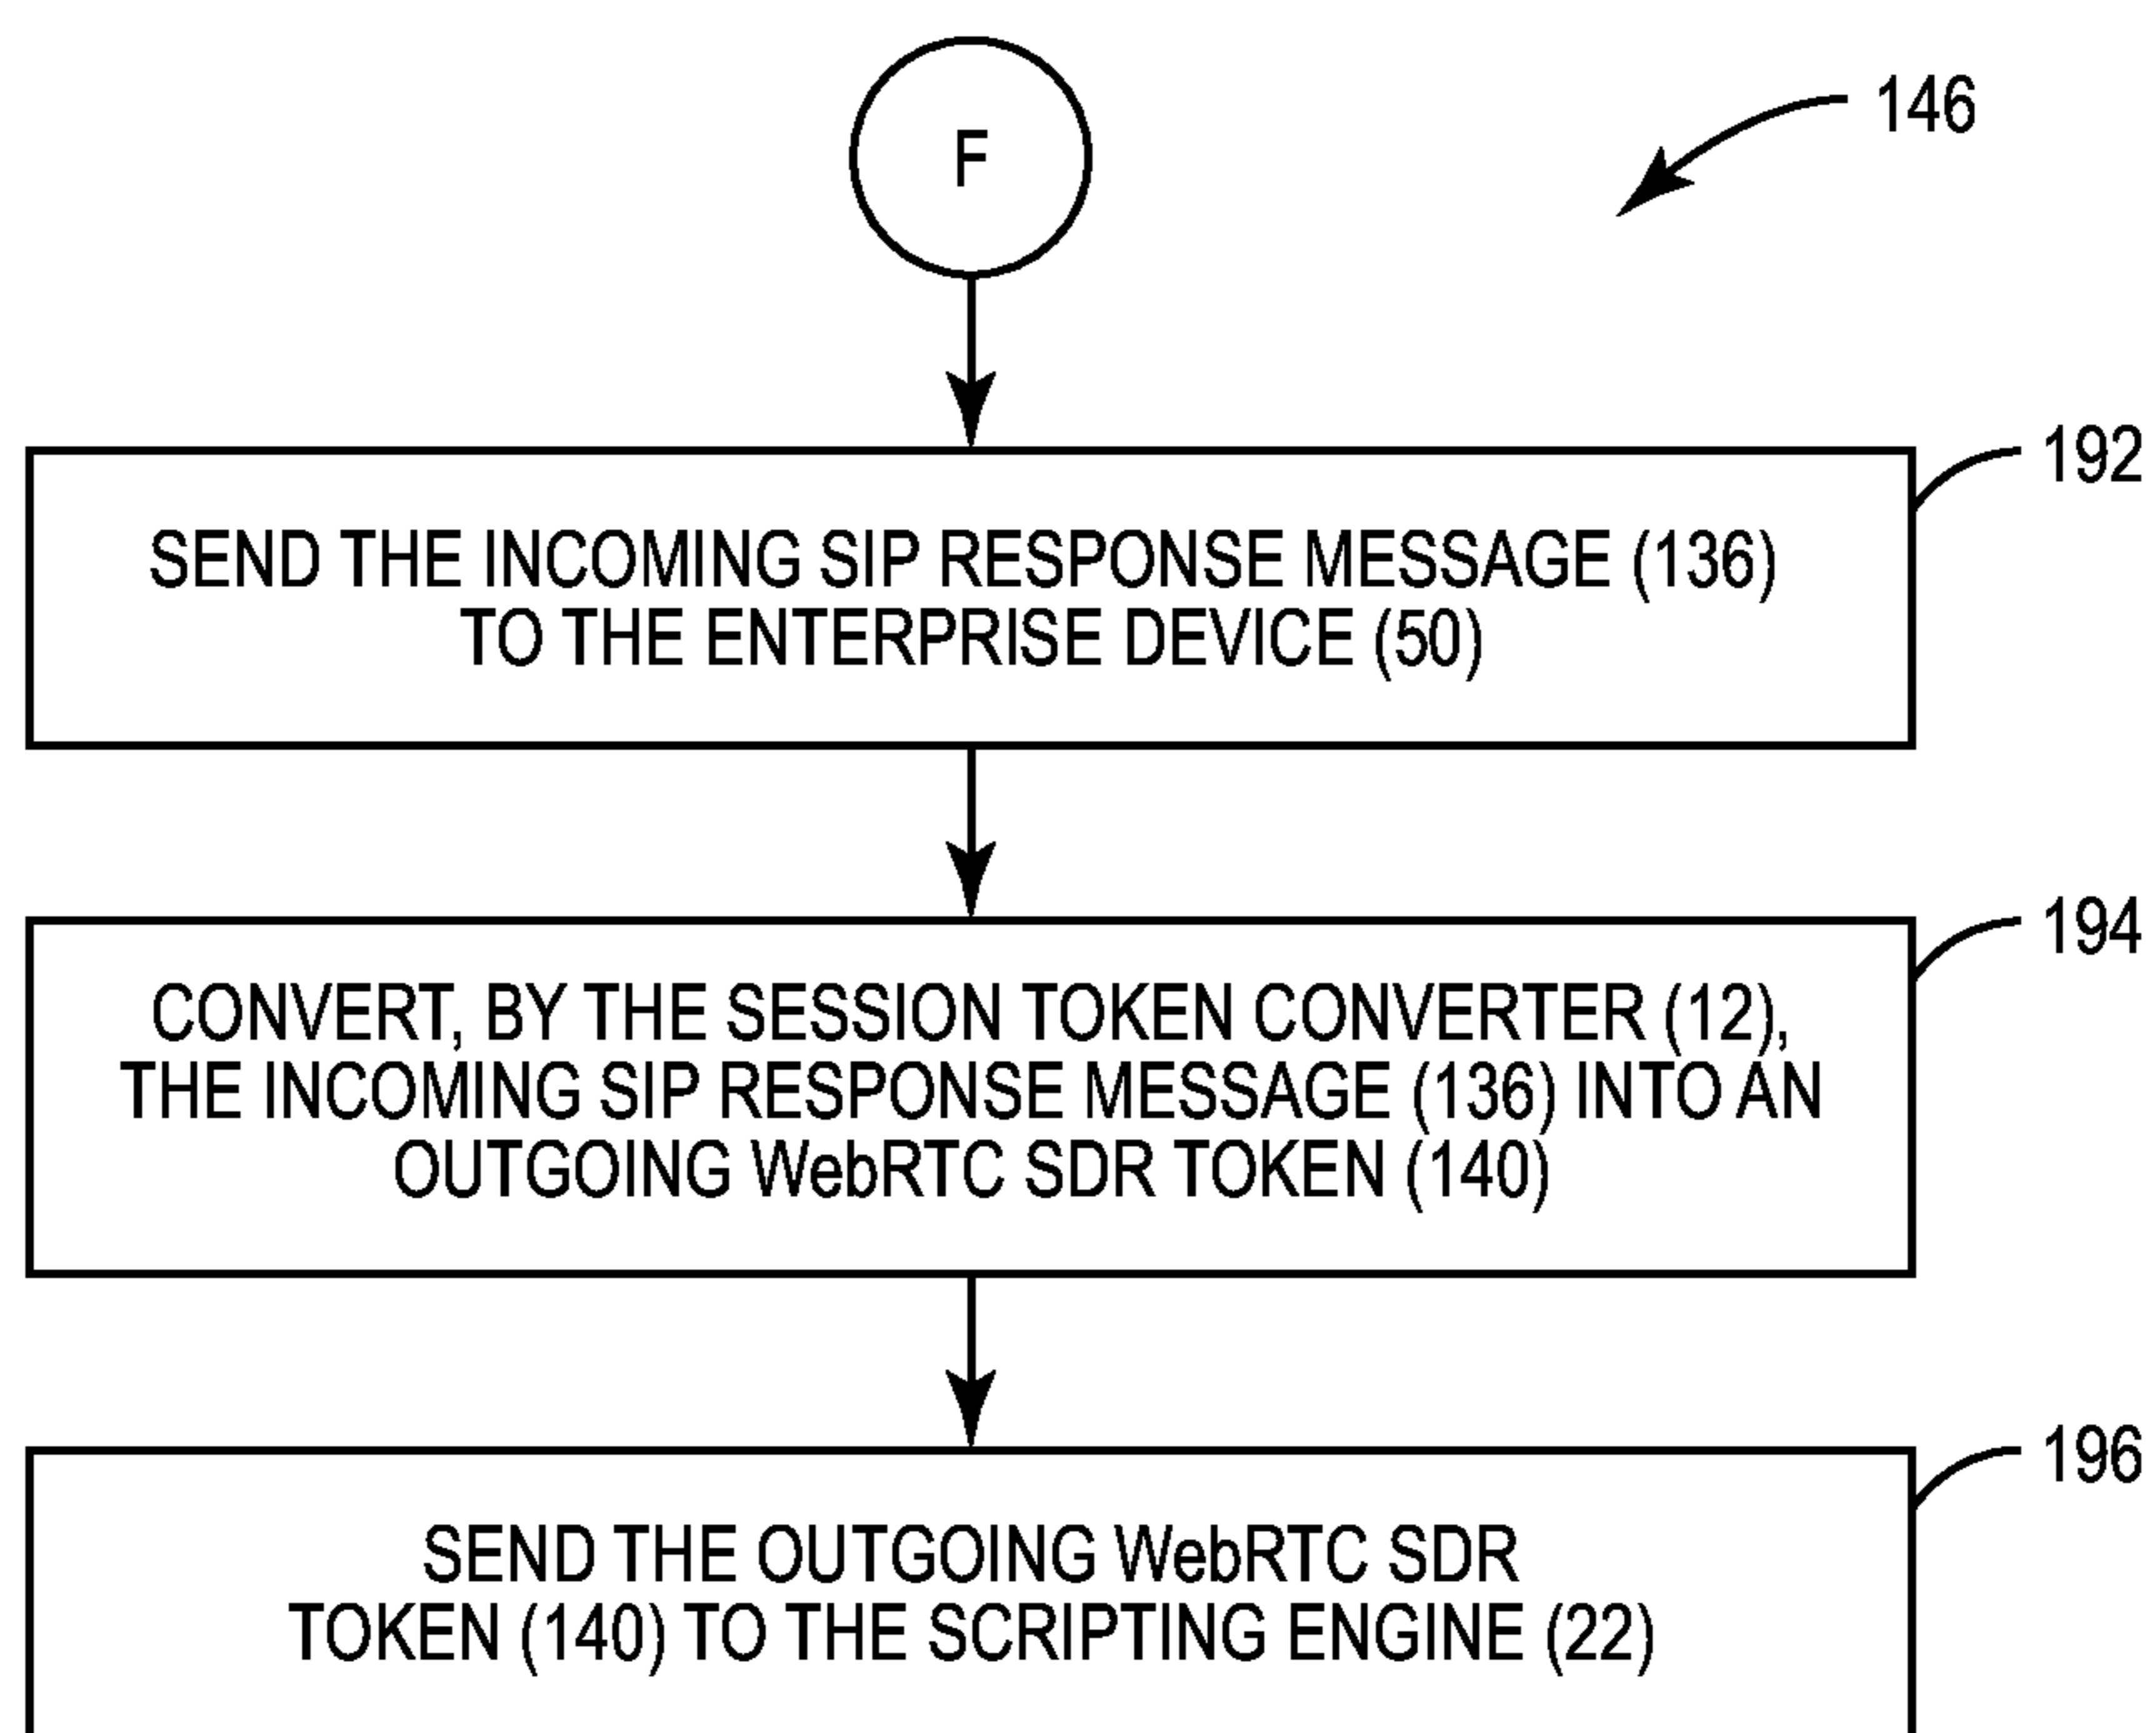 F
146
192
SEND THE INCOMING SIP RESPONSE MESSAGE (136)
TO THE ENTERPRISE DEVICE (50)
194
CONVERT, BY THE SESSION TOKEN CONVERTER (12),
THE INCOMING SIP RESPONSE MESSAGE (136) INTO AN
OUTGOING WebRTC SDR TOKEN (140)
196
SEND THE OUTGOING WebRTC SDR
TOKEN (140) TO THE SCRIPTING ENGINE (22)